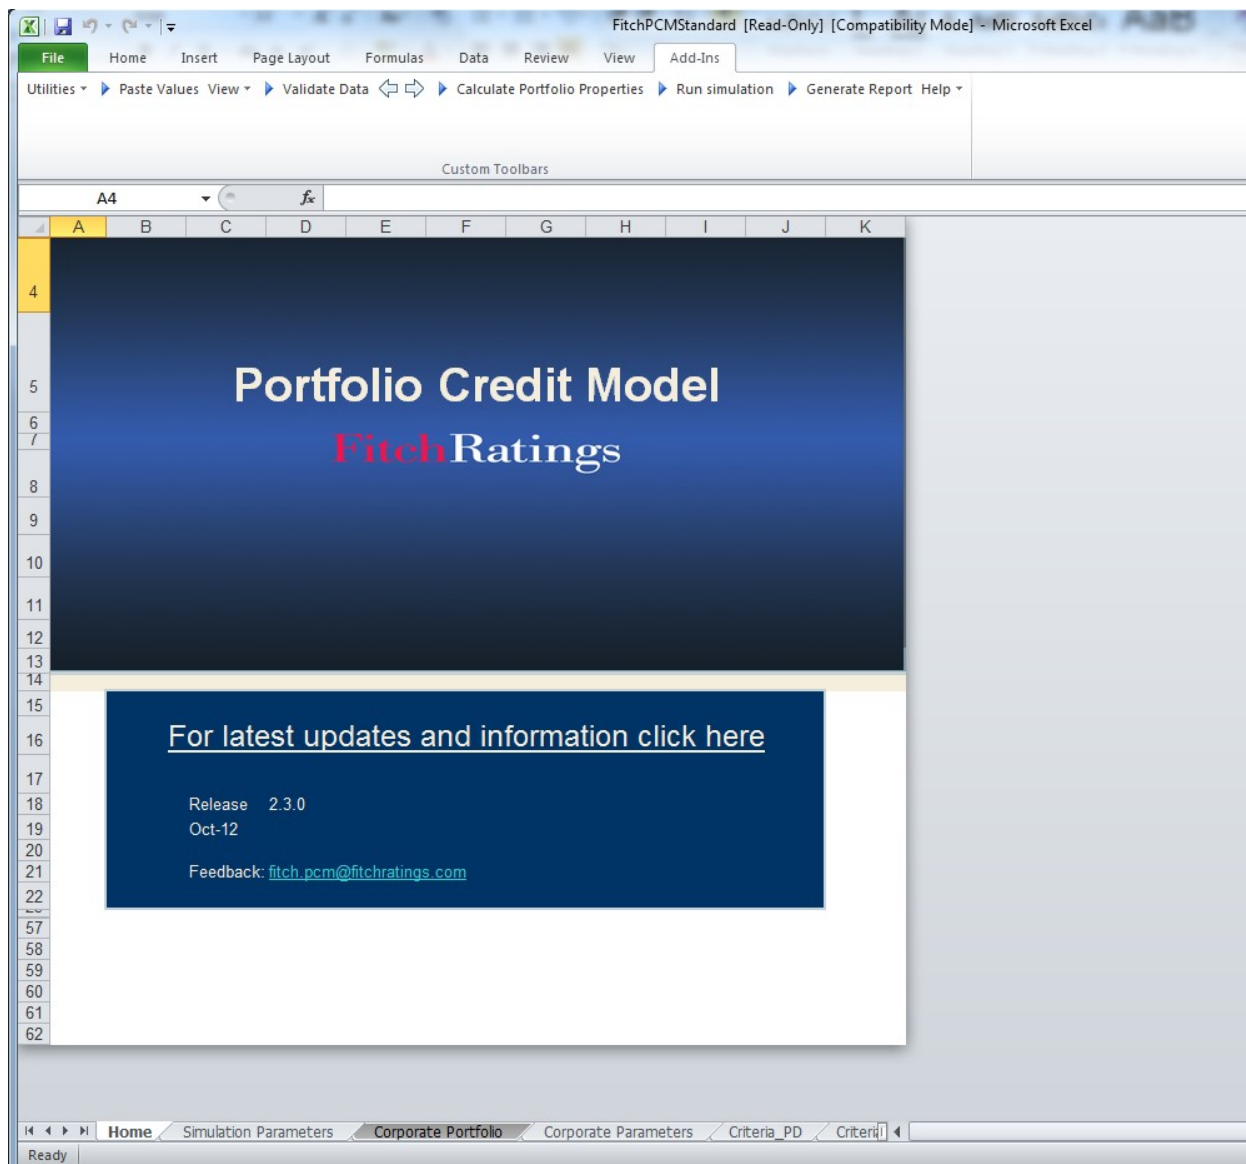 FitchPCMStandard [Read-Only] [Compatibility Mode] - Microsoft Excel
File Home Insert Page Layout Formulas Data Review View Add-Ins
Utilities Paste Values View Validate Data Calculate Portfolio Properties Run simulation Generate Report Help
Custom Toolbars
A4 fx
A B C D E F G H I J K
4
Portfolio Credit Model
5
6
7
FitchRatings
8
9
10
11
12
13
14
15
16 For latest updates and information click here
17
18 Release 2.3.0
19 Oct-12
20
21 Feedback: fitch.pcm@fitchratings.com
22
57
58
59
60
61
62
Home Simulation Parameters Corporate Portfolio Corporate Parameters Criteria_PD
Ready